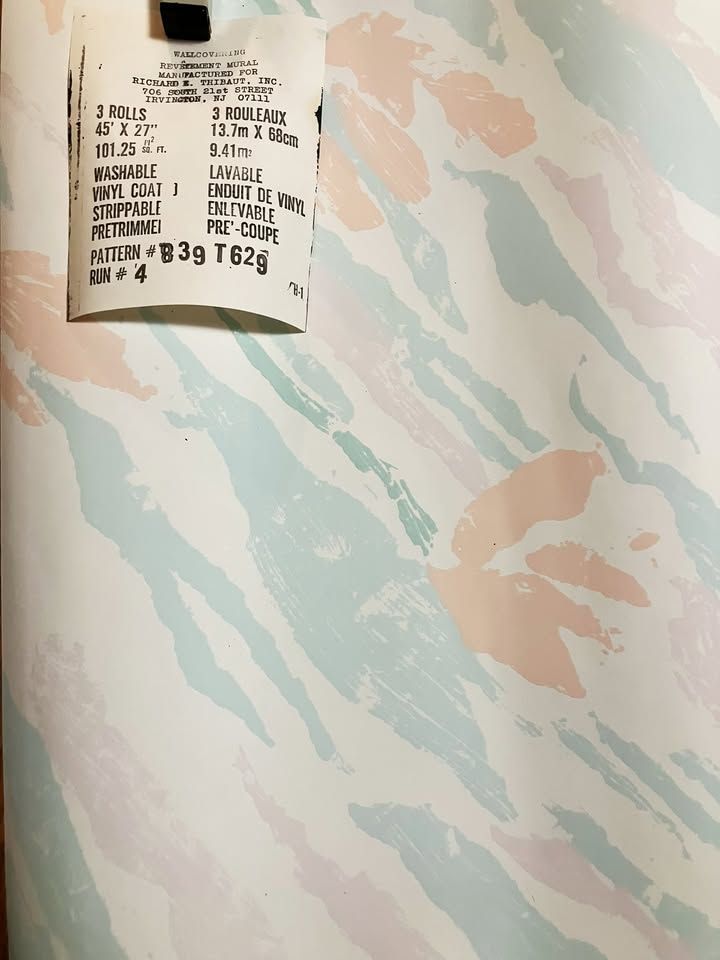 WALLCOVERING
REVETEMENT MURAL
MANUFACTURED FOR
RICHARD E. THIBAUT, INC.
706 SOUTH 21st STREET
IRVINGTON, NJ 07111
3 ROLLS 3 ROULEAUX
45' X 27" 13.7m X 68cm
101.25 FT² SQ. FT. 9.41m²
WASHABLE LAVABLE
VINYL COAT ENDUIT DE VINYL
STRIPPABLE ENLEVABLE
PRETRIMMEI PRE'-COUPE
PATTERN # 839 T629
RUN # 4